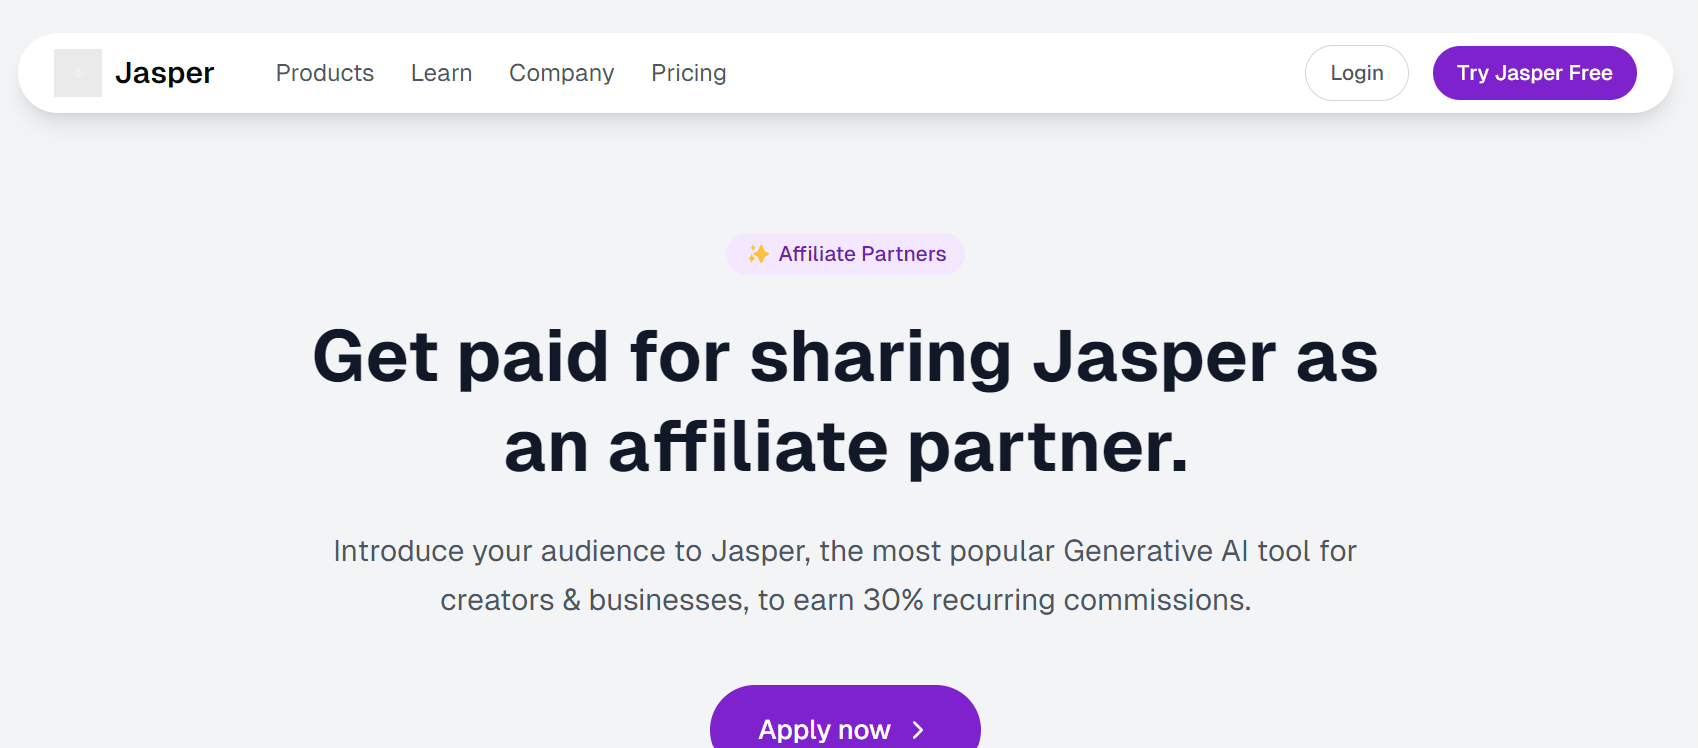 Jasper Products Learn Company Pricing Login Try Jasper Free
✨ Affiliate Partners
Get paid for sharing Jasper as
an affiliate partner.
Introduce your audience to Jasper, the most popular Generative AI tool for
creators & businesses, to earn 30% recurring commissions.
Apply now